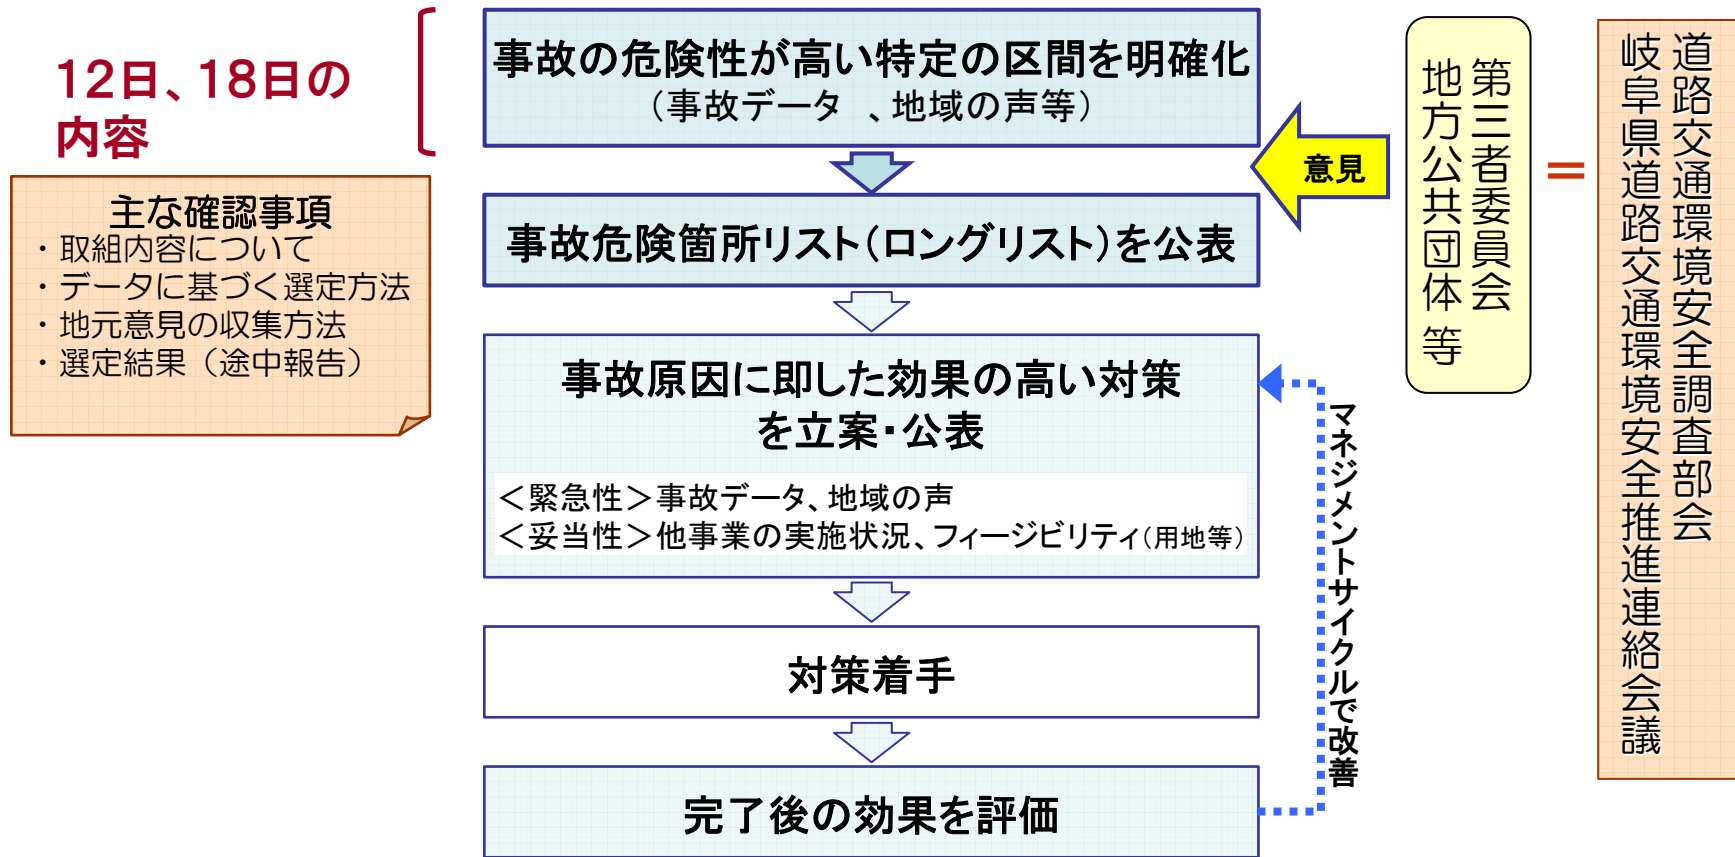 12日、18日の
内容
主な確認事項
・取組内容について
・データに基づく選定方法
・地元意見の収集方法
・選定結果（途中報告）
事故の危険性が高い特定の区間を明確化
（事故データ 、地域の声等）
事故危険箇所リスト（ロングリスト）を公表
事故原因に即した効果の高い対策
を立案・公表
＜緊急性＞事故データ、地域の声
＜妥当性＞他事業の実施状況、フィージビリティ（用地等）
対策着手
完了後の効果を評価
マネジメントサイクルで改善
意見
第三者委員会
地方公共団体 等
＝
道路交通環境安全調査部会
岐阜県道路交通環境安全推進連絡会議